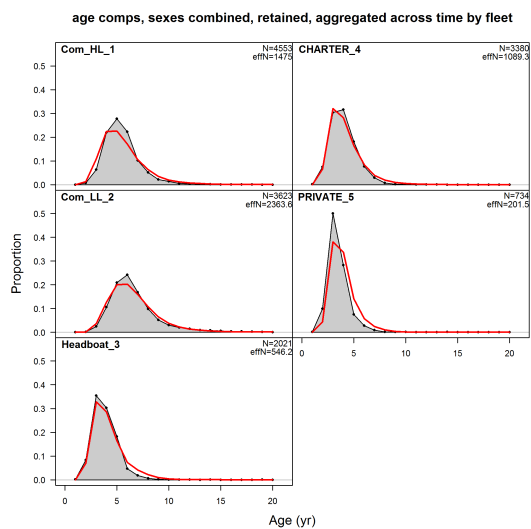 age comps, sexes combined, retained, aggregated across time by fleet
Com_HL_1
N=4553
effN=1475
CHARTER_4
N=3380
effN=1089.3
0.5
0.4
0.3
0.2
0.1
0.0
Com_LL_2
N=3623
effN=2363.6
PRIVATE_5
N=734
effN=201.5
0.5
0.4
0.3
0.2
0.1
0.0
0 5 10 15 20
Headboat_3
N=2021
effN=546.2
0.5
0.4
0.3
0.2
0.1
0.0
0 5 10 15 20
Proportion
Age (yr)